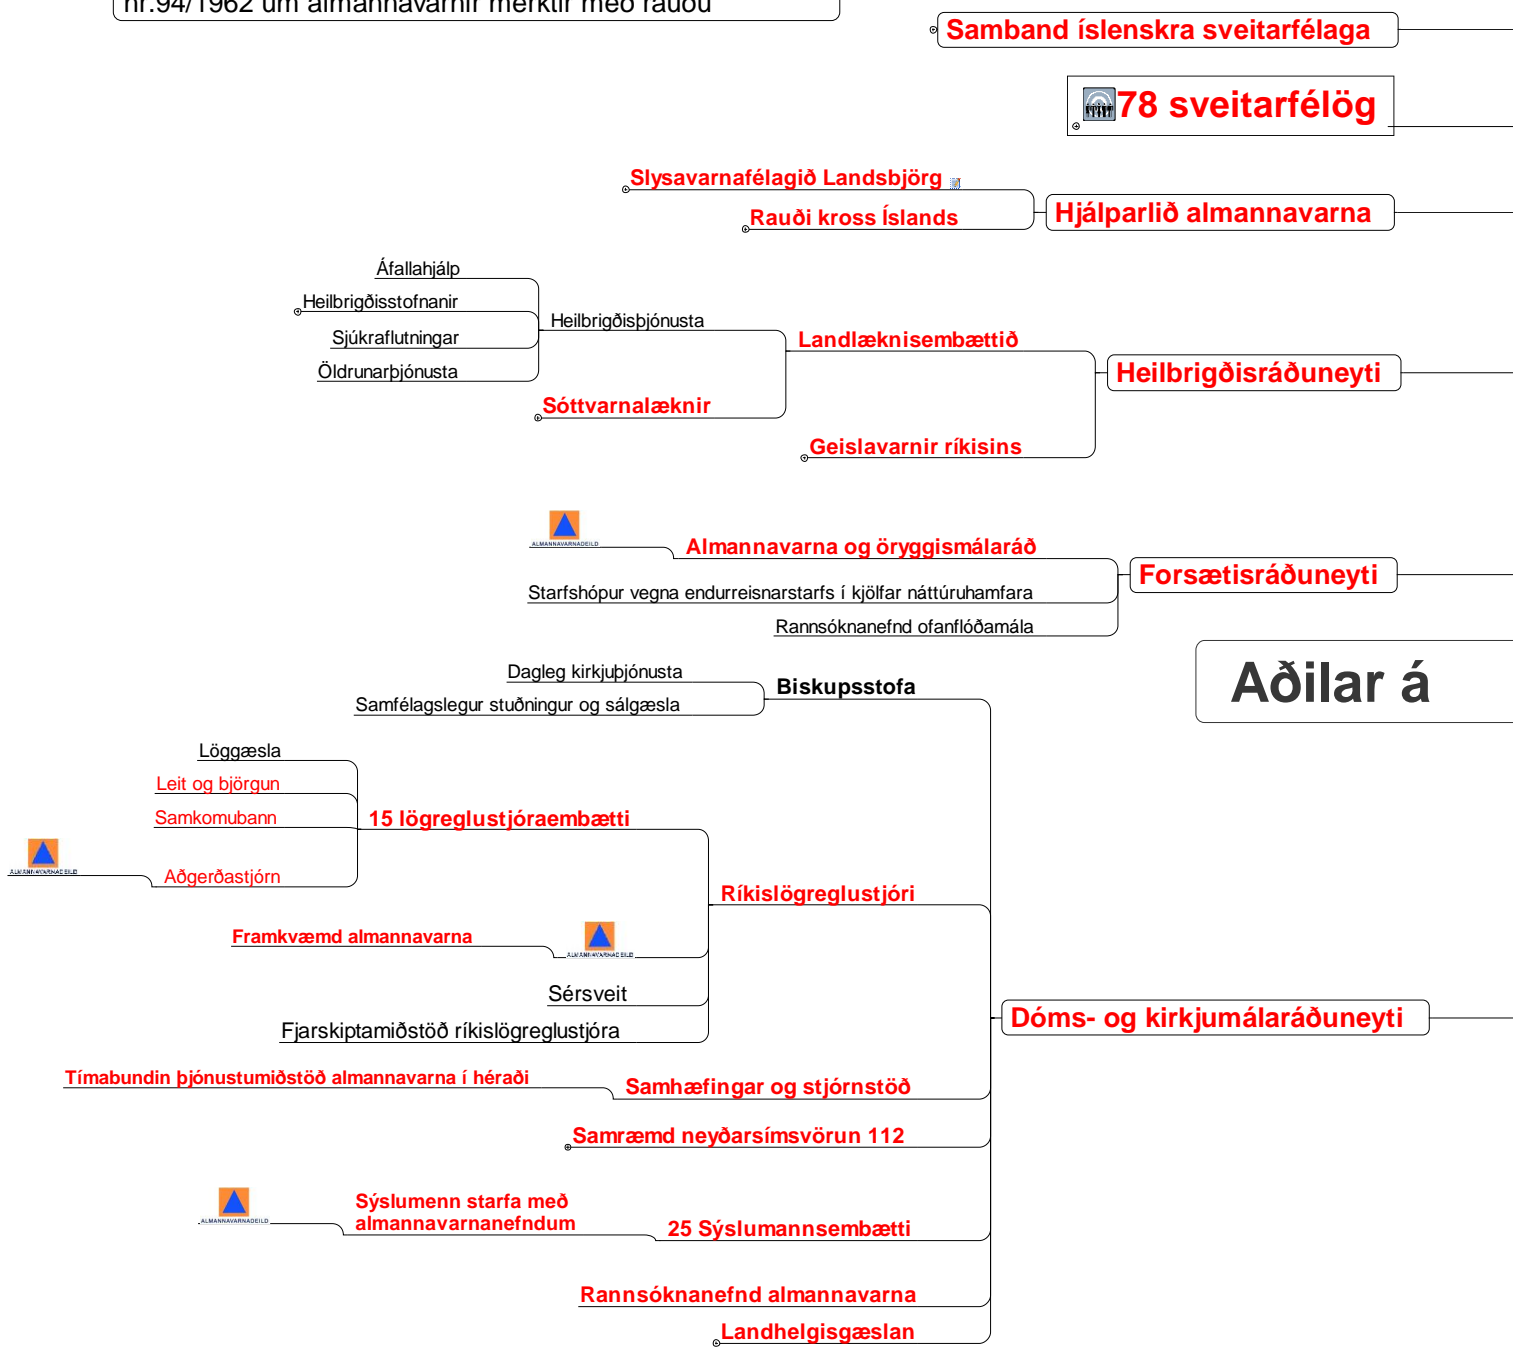 nr.94/1962 um almannavarnir merktir með rauðu
Samband íslenskra sveitarfélaga
78 sveitarfélög
Slysavarnafélagið Landsbjörg
Rauði kross Íslands
Hjálparlið almannavarna
Áfallahjálp
Heilbrigðisstofnanir
Sjúkraflutningar
Öldrunarþjónusta
Heilbrigðisþjónusta
Landlæknisembættið
Sóttvarnalæknir
Geislavarnir ríkisins
Heilbrigðisráðuneyti
ALMANNAVARNADEILD
Almannavarna og öryggismálaráð
Starfshópur vegna endurreisnarstarfs í kjölfar náttúruhamfara
Rannsóknanefnd ofanflóðamála
Forsætisráðuneyti
Aðilar á
Dagleg kirkjuþjónusta
Samfélagslegur stuðningur og sálgæsla
Biskupsstofa
Löggæsla
Leit og björgun
Samkomubann
ALMANNAVARNADEILD
Aðgerðastjórn
15 lögreglustjóraembætti
Ríkislögreglustjóri
Framkvæmd almannavarna
ALMANNAVARNADEILD
Sérsveit
Fjarskiptamiðstöð ríkislögreglustjóra
Dóms- og kirkjumálaráðuneyti
Tímabundin þjónustumiðstöð almannavarna í héraði
Samhæfingar og stjórnstöð
Samræmd neyðarsímsvörun 112
ALMANNAVARNADEILD
Sýslumenn starfa með
almannavarnanefndum
25 Sýslumannsembætti
Rannsóknanefnd almannavarna
Landhelgisgæslan